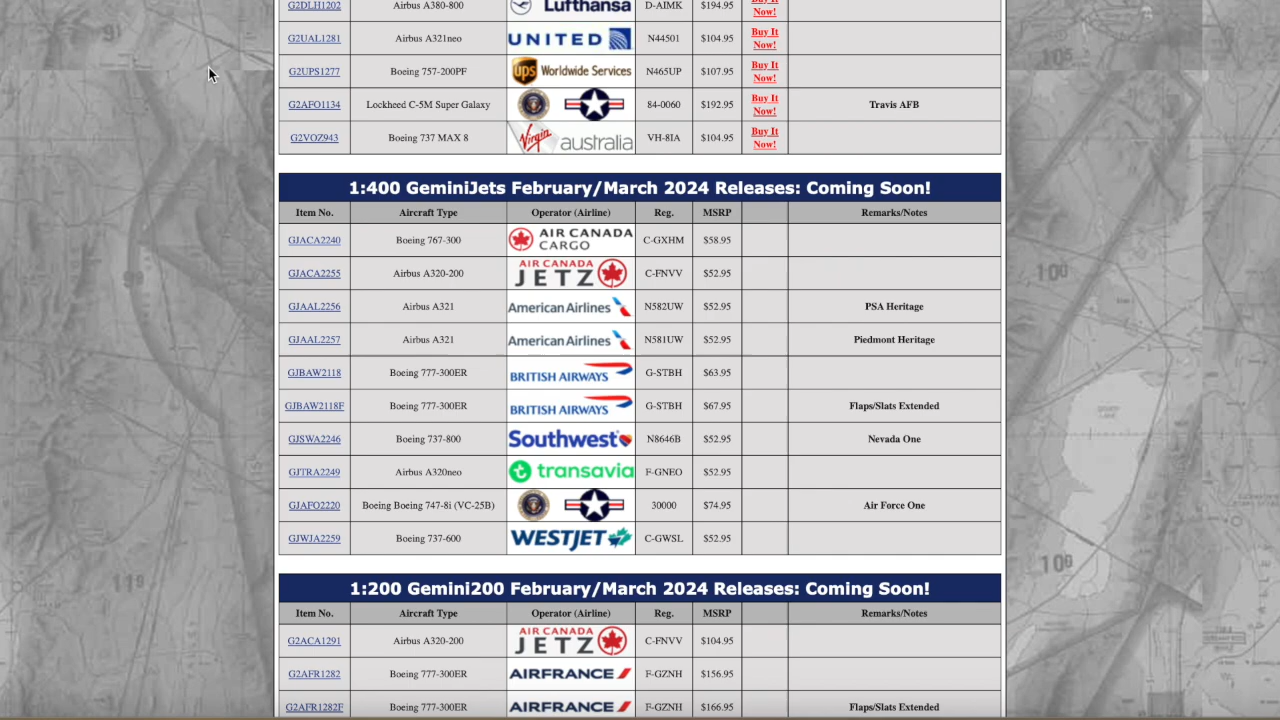 G2DLH1202 Airbus A380-800 Lufthansa D-AIMK $194.95 Buy It Now!
G2UAL1281 Airbus A321neo UNITED N44501 $104.95 Buy It Now!
G2UPS1277 Boeing 757-200PF ups Worldwide Services N465UP $107.95 Buy It Now!
G2AFO1134 Lockheed C-5M Super Galaxy 84-0060 $192.95 Buy It Now! Travis AFB
G2VOZ943 Boeing 737 MAX 8 Virgin australia VH-8IA $104.95 Buy It Now!
1:400 GeminiJets February/March 2024 Releases: Coming Soon!
Item No. Aircraft Type Operator (Airline) Reg. MSRP Remarks/Notes
GJACA2240 Boeing 767-300 AIR CANADA CARGO C-GXHM $58.95
GJACA2255 Airbus A320-200 AIR CANADA JETZ C-FNVV $52.95
GJAAL2256 Airbus A321 American Airlines N582UW $52.95 PSA Heritage
GJAAL2257 Airbus A321 American Airlines N581UW $52.95 Piedmont Heritage
GJBAW2118 Boeing 777-300ER BRITISH AIRWAYS G-STBH $63.95
GJBAW2118F Boeing 777-300ER BRITISH AIRWAYS G-STBH $67.95 Flaps/Slats Extended
GJSWA2246 Boeing 737-800 Southwest N8646B $52.95 Nevada One
GJTRA2249 Airbus A320neo transavia F-GNEO $52.95
GJAFO2220 Boeing Boeing 747-8i (VC-25B) 30000 $74.95 Air Force One
GJWJA2259 Boeing 737-600 WESTJET C-GWSL $52.95
1:200 Gemini200 February/March 2024 Releases: Coming Soon!
Item No. Aircraft Type Operator (Airline) Reg. MSRP Remarks/Notes
G2ACA1291 Airbus A320-200 AIR CANADA JETZ C-FNVV $104.95
G2AFR1282 Boeing 777-300ER AIRFRANCE F-GZNH $156.95
G2AFR1282F Boeing 777-300ER AIRFRANCE F-GZNH $166.95 Flaps/Slats Extended